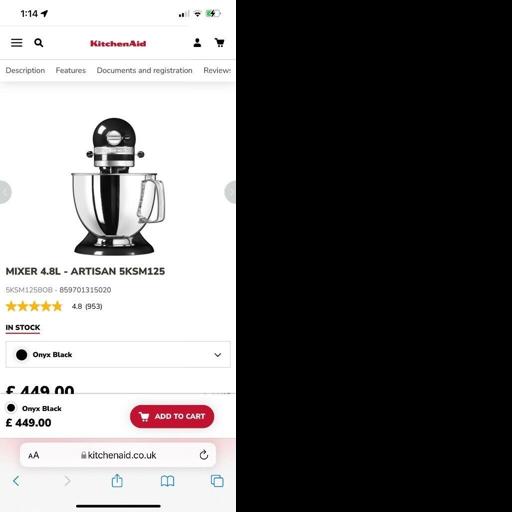 1:14
KitchenAid
Description Features Documents and registration Reviews
MIXER 4.8L - ARTISAN 5KSM125
5KSM125BOB - 859701315020
4.8 (953)
IN STOCK
Onyx Black
£ 449.00
Onyx Black
£ 449.00
ADD TO CART
AA kitchenaid.co.uk